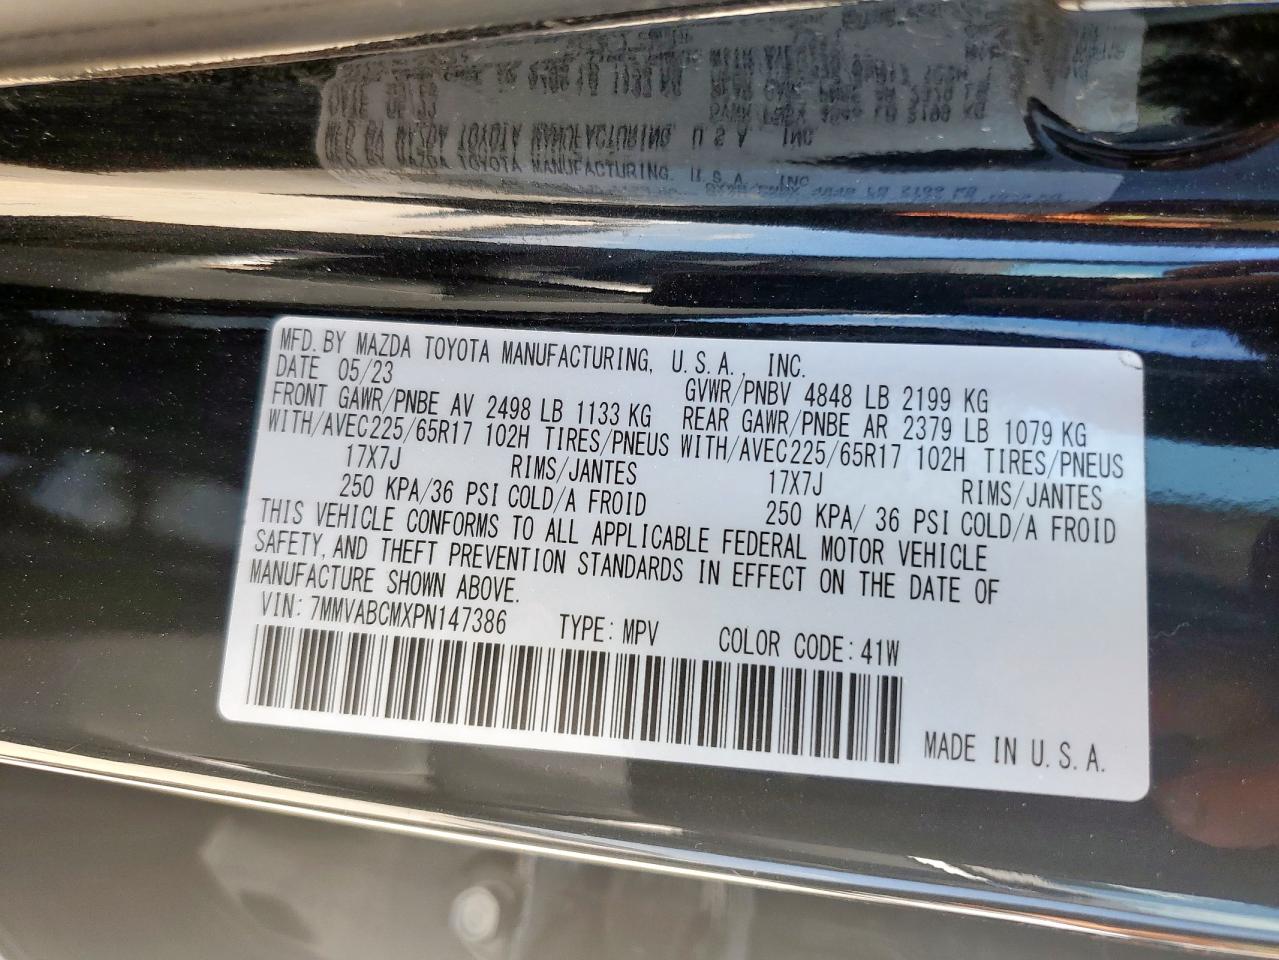 MFD. BY MAZDA TOYOTA MANUFACTURING, U.S.A., INC.
DATE 05/23 GVWR/PNBV 4848 LB 2199 KG
FRONT GAWR/PNBE AV 2498 LB 1133 KG REAR GAWR/PNBE AR 2379 LB 1079 KG
WITH/AVEC225/65R17 102H TIRES/PNEUS WITH/AVEC225/65R17 102H TIRES/PNEUS
17X7J RIMS/JANTES 17X7J RIMS/JANTES
250 KPA/36 PSI COLD/A FROID 250 KPA/ 36 PSI COLD/A FROID
THIS VEHICLE CONFORMS TO ALL APPLICABLE FEDERAL MOTOR VEHICLE
SAFETY, AND THEFT PREVENTION STANDARDS IN EFFECT ON THE DATE OF
MANUFACTURE SHOWN ABOVE.
VIN: 7MMVABCMXPN147386 TYPE: MPV COLOR CODE: 41W
MADE IN U.S.A.